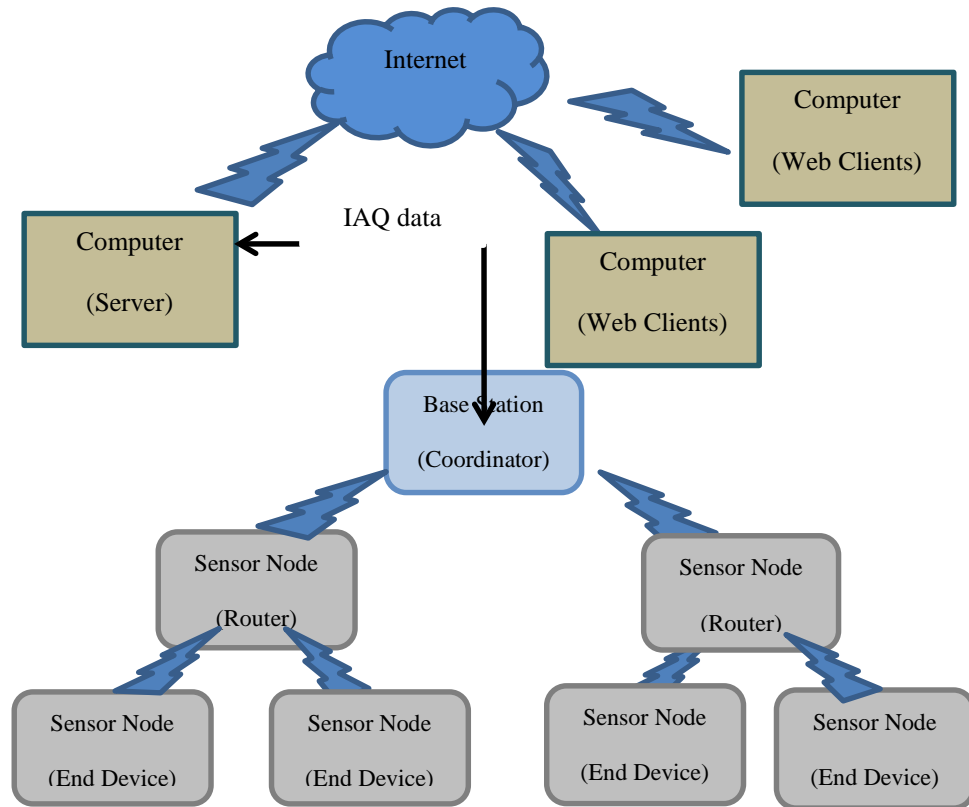 Internet
Computer
(Web Clients)
IAQ data
Computer
(Server)
Computer
(Web Clients)
Base Station
(Coordinator)
Sensor Node
(Router)
Sensor Node
(Router)
Sensor Node
(End Device)
Sensor Node
(End Device)
Sensor Node
(End Device)
Sensor Node
(End Device)